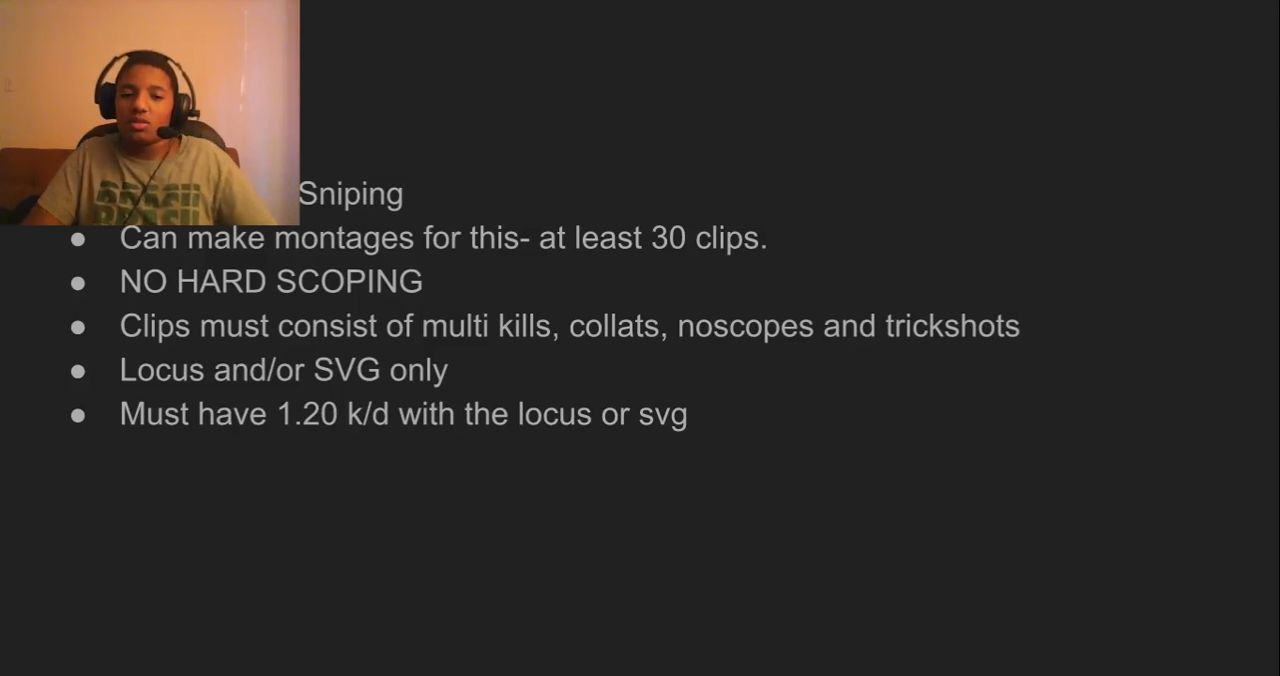 Sniping
Can make montages for this- at least 30 clips.
NO HARD SCOPING
Clips must consist of multi kills, collats, noscopes and trickshots
Locus and/or SVG only
Must have 1.20 k/d with the locus or svg